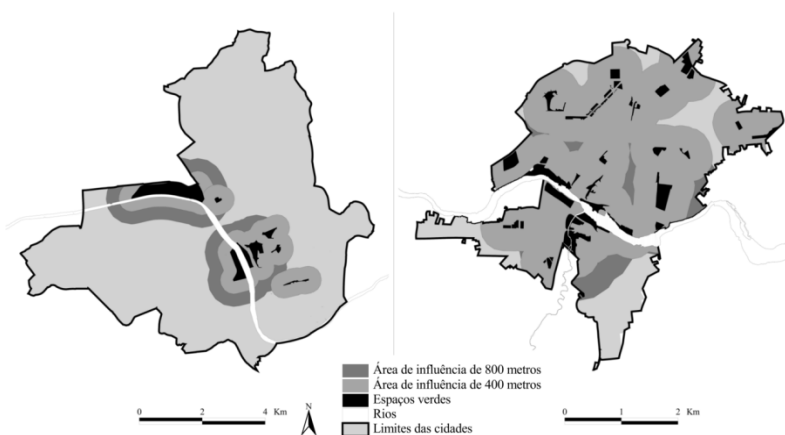 Área de influência de 800 metros
Área de influência de 400 metros
Espaços verdes
Rios
Limites das cidades
0 2 4 Km
N
0 1 2 Km